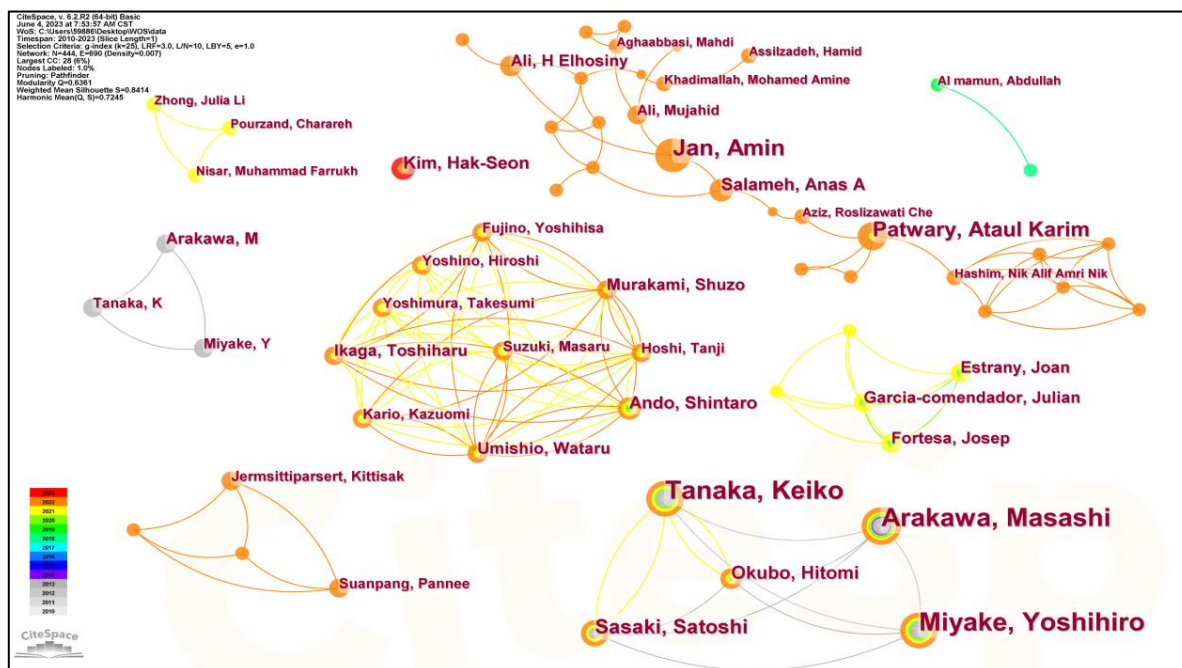 CiteSpace, v. 6.2.R2 (64-bit) Basic
June 4, 2023 at 7:53:57 AM CST
WoS: C:\Users\59886\Desktop\WOS\data
Timespan: 2010-2023 (Slice Length=1)
Selection Criteria: g-index (k=25), LRF=3.0, L/N=10, LBY=5, e=1.0
Network: N=444, E=690 (Density=0.007)
Largest CC: 28 (6%)
Nodes Labeled: 1.0%
Pruning: Pathfinder
Modularity Q=0.6361
Weighted Mean Silhouette S=0.8414
Harmonic Mean(Q, S)=0.7245
Aghaabbasi, Mahdi
Assilzadeh, Hamid
Ali, H Elhosiny
Khadimallah, Mohamed Amine
Al mamun, Abdullah
Zhong, Julia Li
Ali, Mujahid
Pourzand, Charareh
Jan, Amin
Kim, Hak-Seon
Nisar, Muhammad Farrukh
Salameh, Anas A
Aziz, Roslizawati Che
Patwary, Ataul Karim
Fujino, Yoshihisa
Arakawa, M
Yoshino, Hiroshi
Hashim, Nik Alif Amri Nik
Murakami, Shuzo
Tanaka, K
Yoshimura, Takesumi
Miyake, Y
Suzuki, Masaru
Hoshi, Tanji
Ikaga, Toshiharu
Estrany, Joan
Garcia-comendador, Julian
Ando, Shintaro
Kario, Kazuomi
Fortesa, Josep
Umishio, Wataru
Jermsittiparsert, Kittisak
Tanaka, Keiko
Arakawa, Masashi
Okubo, Hitomi
Suanpang, Pannee
Sasaki, Satoshi
Miyake, Yoshihiro
2023
2022
2021
2020
2019
2018
2017
2016
2015
2014
2013
2012
2011
2010
CiteSpace
CiteSp